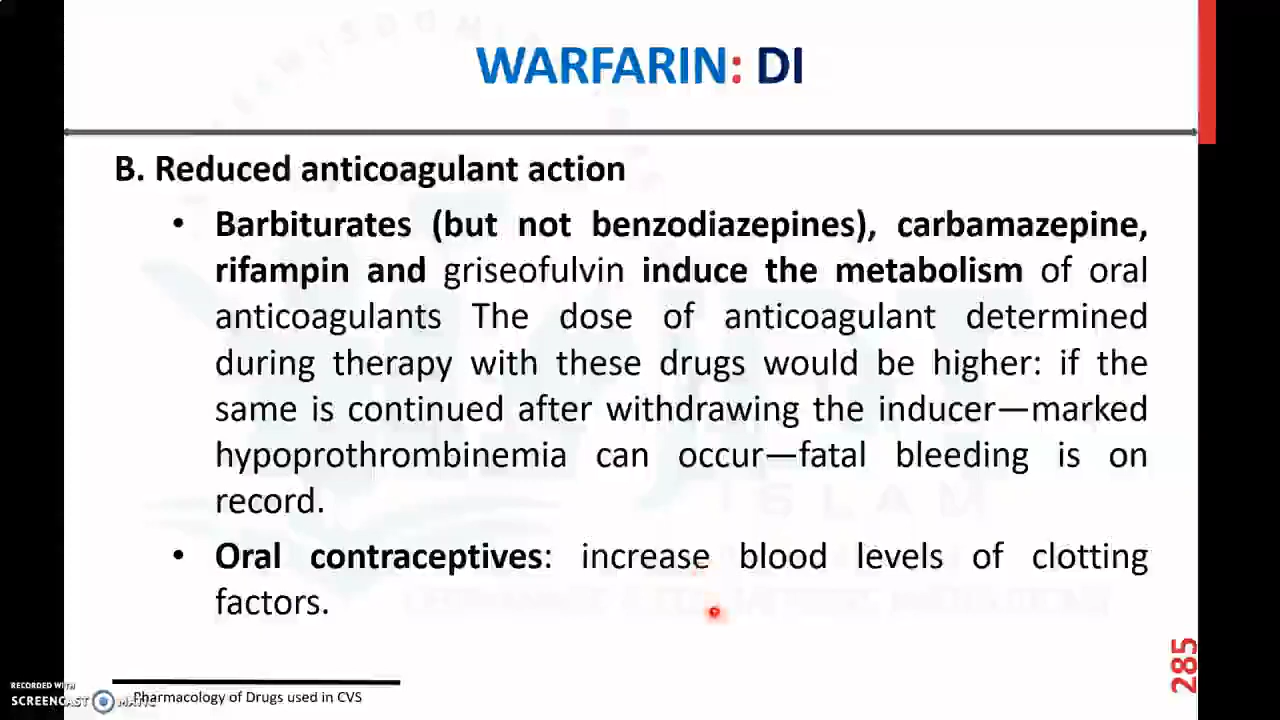 WARFARIN: DI
B. Reduced anticoagulant action
• Barbiturates (but not benzodiazepines), carbamazepine,
rifampin and griseofulvin induce the metabolism of oral
anticoagulants The dose of anticoagulant determined
during therapy with these drugs would be higher: if the
same is continued after withdrawing the inducer—marked
hypoprothrombinemia can occur—fatal bleeding is on
record.
• Oral contraceptives: increase blood levels of clotting
factors.
ISLAM
285
Pharmacology of Drugs used in CVS
RECORDED WITH
SCREENCAST MATIC